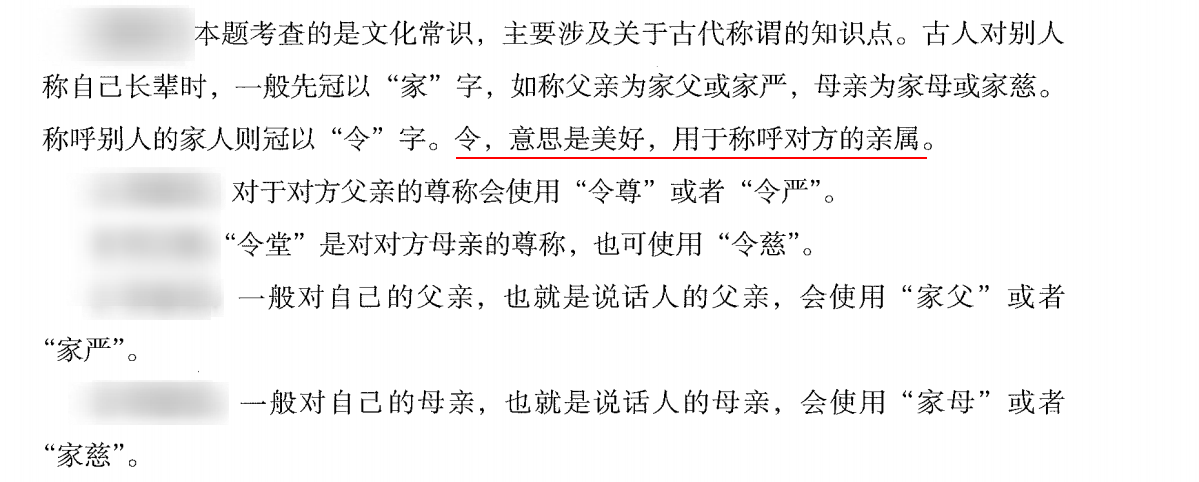 本题考查的是文化常识，主要涉及关于古代称谓的知识点。古人对别人
称自己长辈时，一般先冠以“家”字，如称父亲为家父或家严，母亲为家母或家慈。
称呼别人的家人则冠以“令”字。令，意思是美好，用于称呼对方的亲属。
对于对方父亲的尊称会使用“令尊”或者“令严”。
“令堂”是对对方母亲的尊称，也可使用“令慈”。
一般对自己的父亲，也就是说话人的父亲，会使用“家父”或者
“家严”。
一般对自己的母亲，也就是说话人的母亲，会使用“家母”或者
“家慈”。